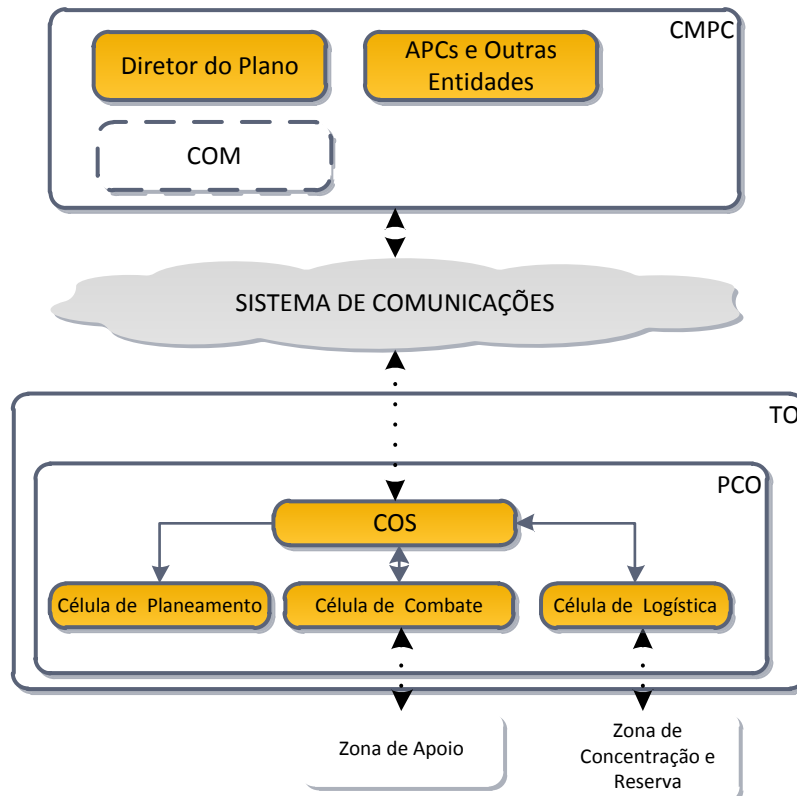 CMPC
Diretor do Plano
APCs e Outras
Entidades
COM
SISTEMA DE COMUNICAÇÕES
TO
PCO
COS
Célula de Planeamento
Célula de Combate
Célula de Logística
Zona de Apoio
Zona de
Concentração e
Reserva